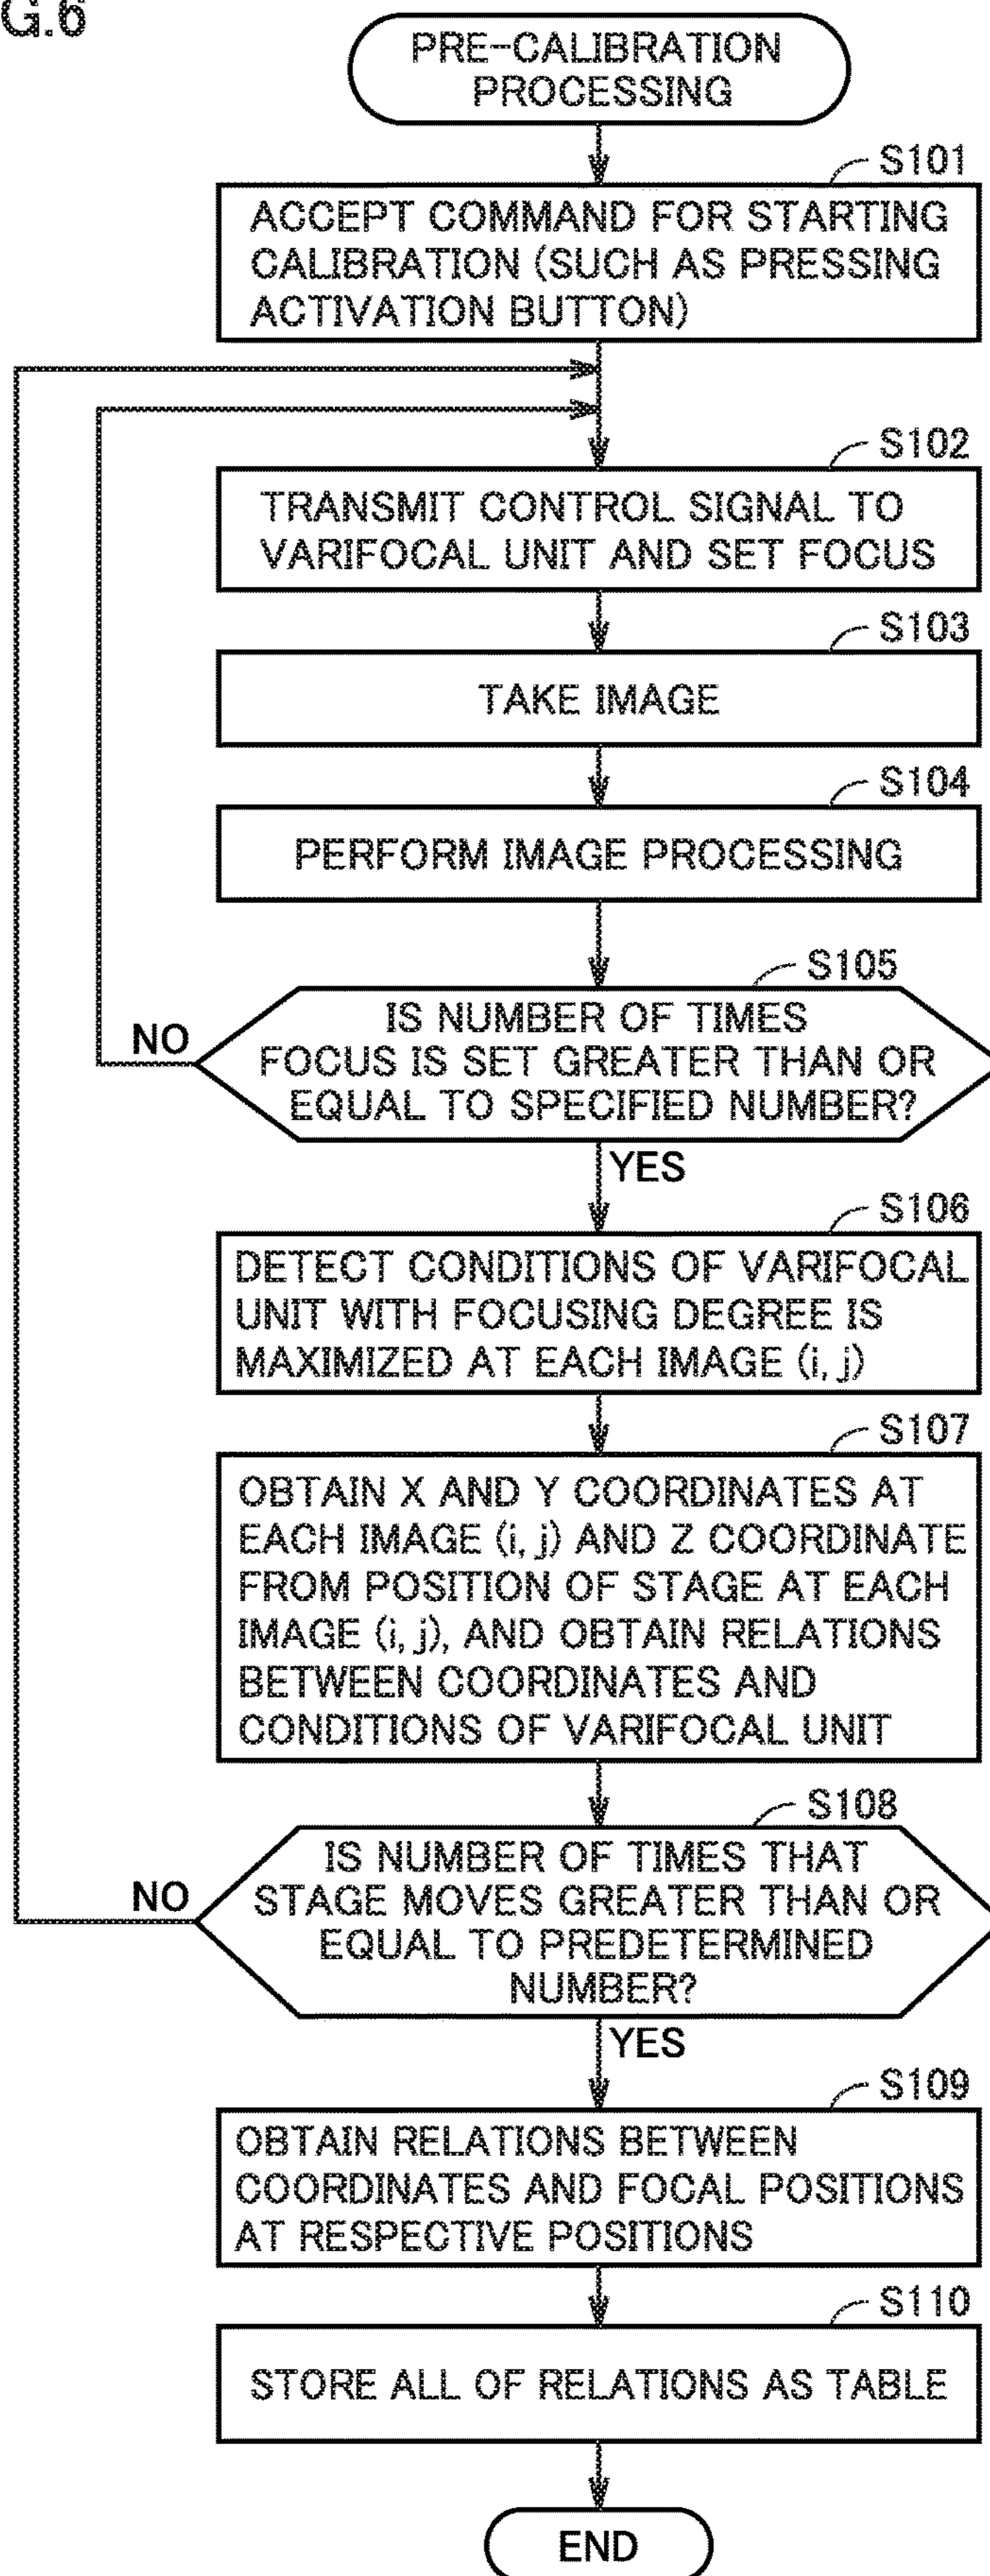 G.6
PRE-CALIBRATION
PROCESSING
S101
ACCEPT COMMAND FOR STARTING
CALIBRATION (SUCH AS PRESSING
ACTIVATION BUTTON)
S102
TRANSMIT CONTROL SIGNAL TO
VARIFOCAL UNIT AND SET FOCUS
S103
TAKE IMAGE
S104
PERFORM IMAGE PROCESSING
S105
IS NUMBER OF TIMES
FOCUS IS SET GREATER THAN OR
EQUAL TO SPECIFIED NUMBER?
NO
YES
S106
DETECT CONDITIONS OF VARIFOCAL
UNIT WITH FOCUSING DEGREE IS
MAXIMIZED AT EACH IMAGE (i, j)
S107
OBTAIN X AND Y COORDINATES AT
EACH IMAGE (i, j) AND Z COORDINATE
FROM POSITION OF STAGE AT EACH
IMAGE (i, j), AND OBTAIN RELATIONS
BETWEEN COORDINATES AND
CONDITIONS OF VARIFOCAL UNIT
S108
IS NUMBER OF TIMES THAT
STAGE MOVES GREATER THAN OR
EQUAL TO PREDETERMINED
NUMBER?
NO
YES
S109
OBTAIN RELATIONS BETWEEN
COORDINATES AND FOCAL POSITIONS
AT RESPECTIVE POSITIONS
S110
STORE ALL OF RELATIONS AS TABLE
END